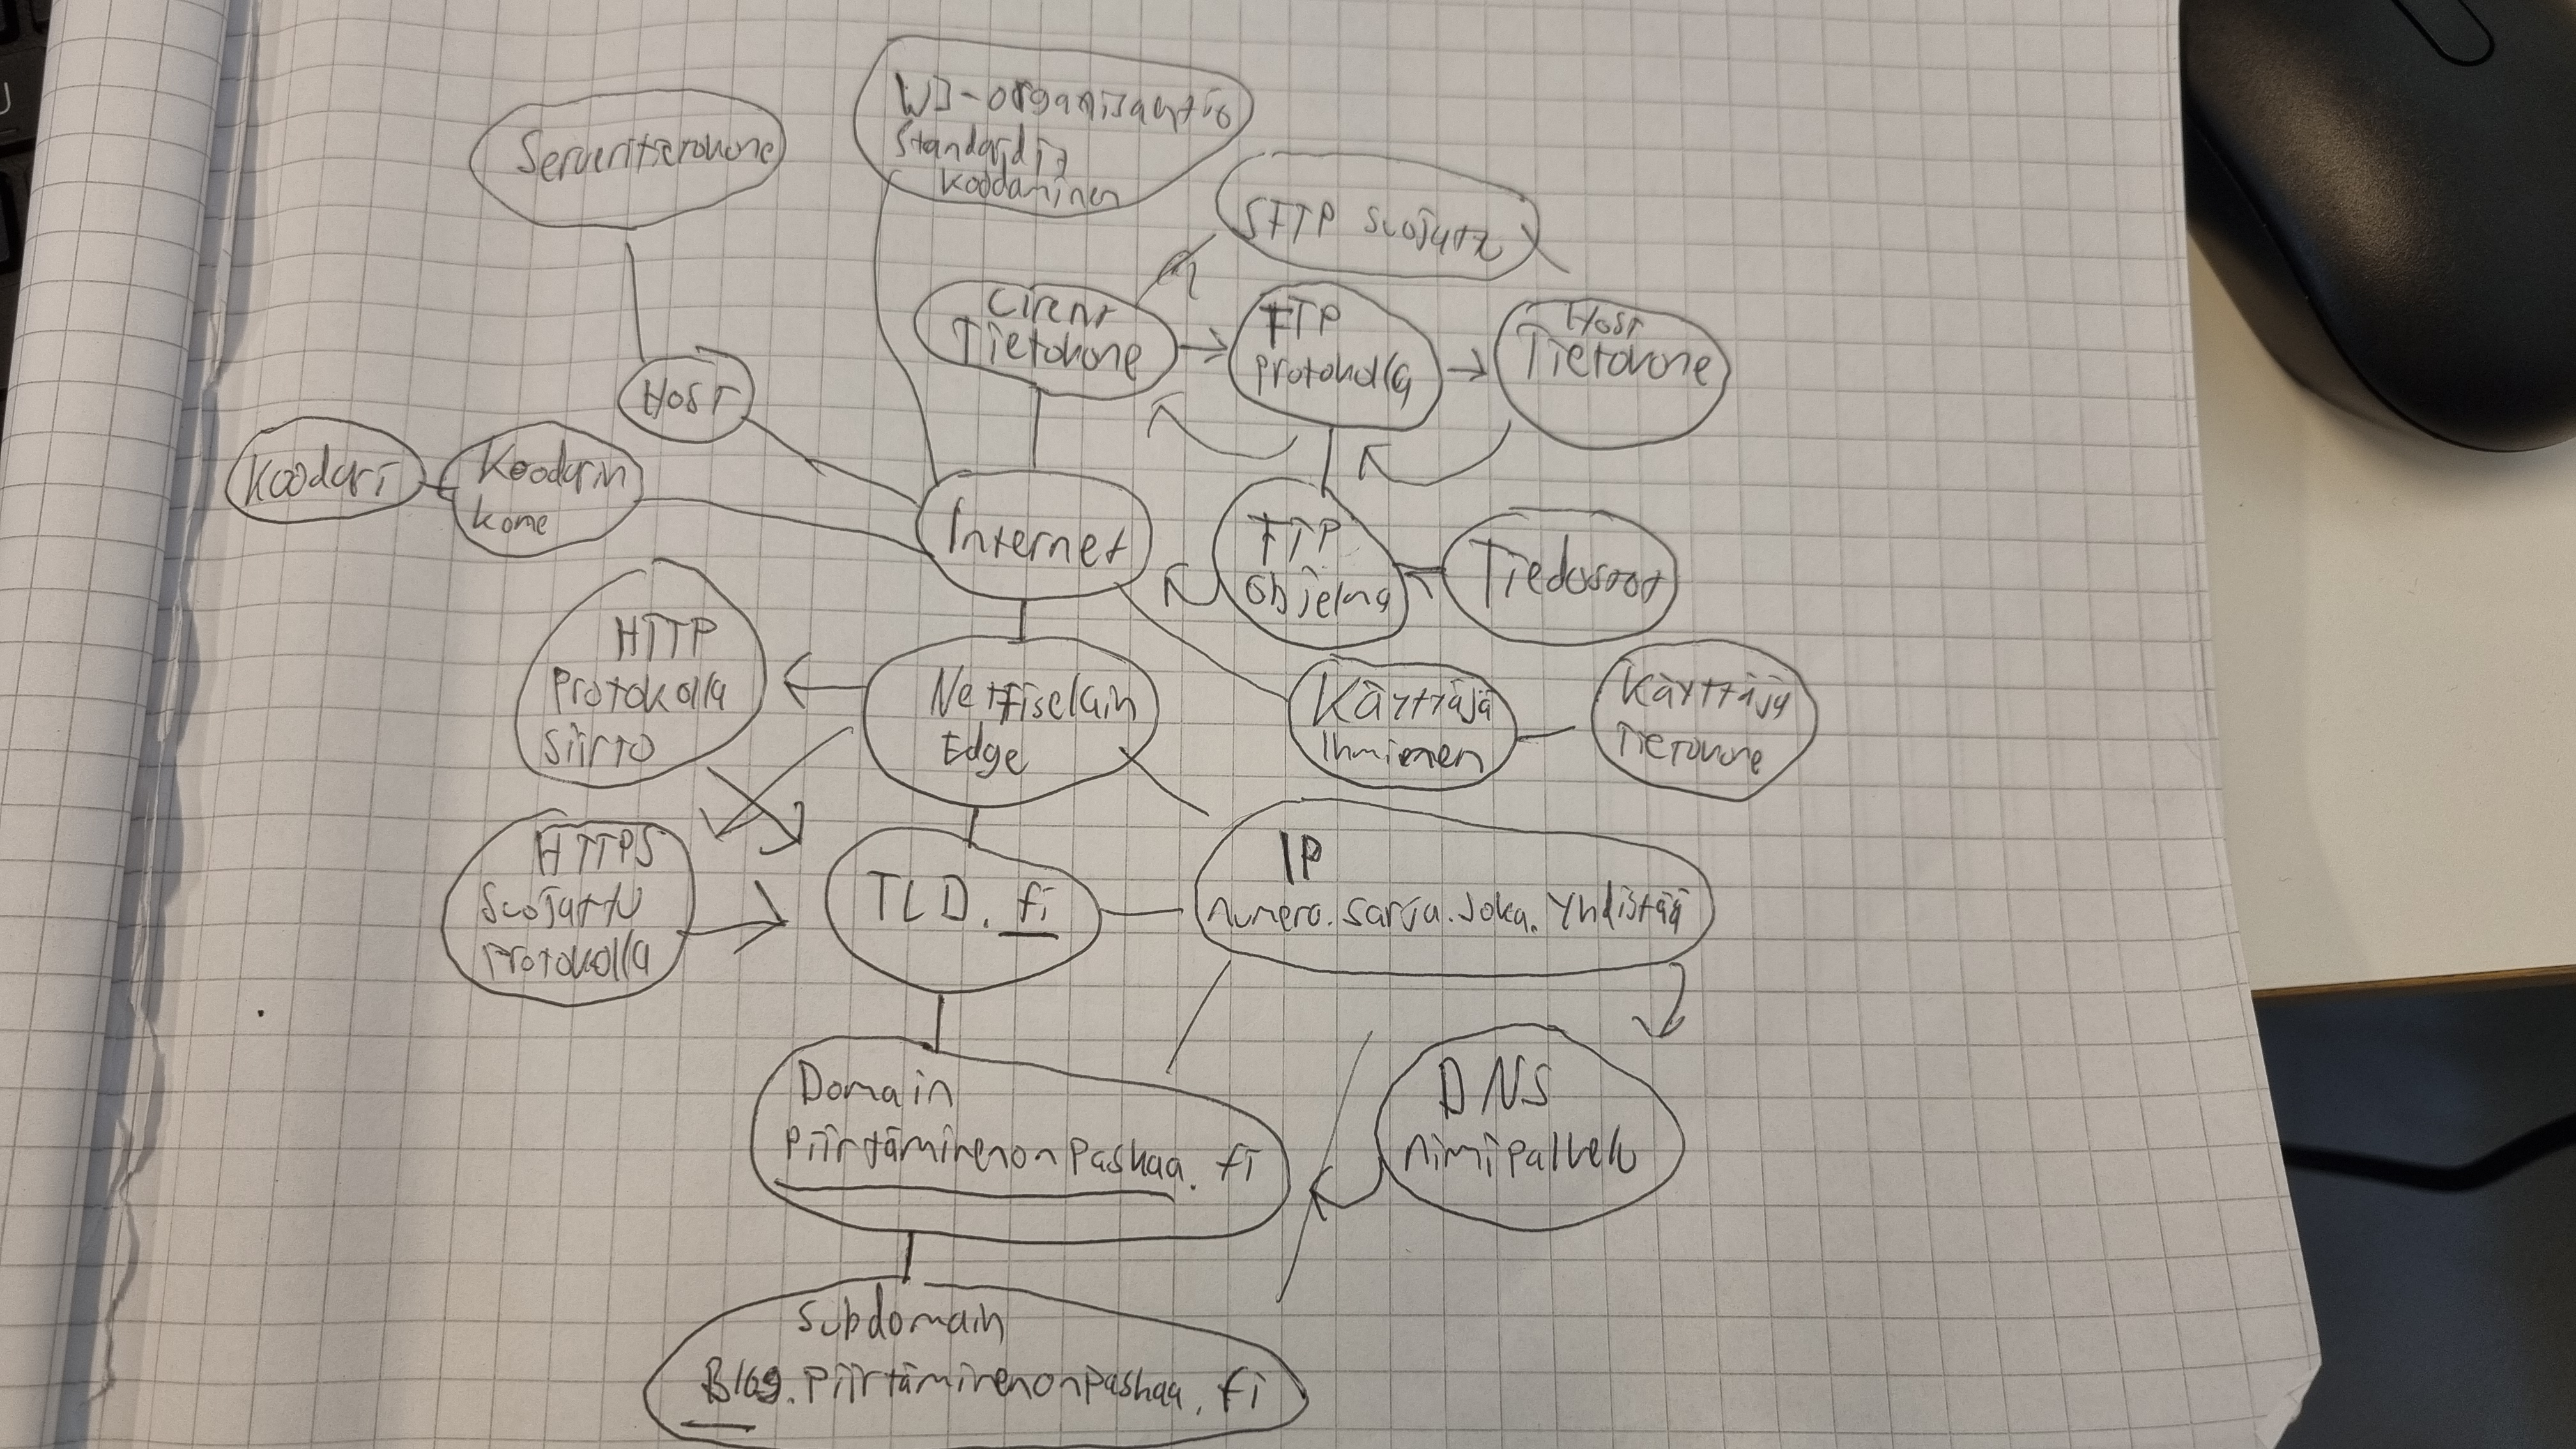 W3-organisaatio
Standardia
koodaminen
SFTP suojattu
Serveritietokone
Client
Tietokone
FTP
protokolla
Host
Tietokone
Host
Koodari
Koodarin
kone
Internet
FTP
ohjelma
Tiedostot
HTTP
Protokolla
siirto
Nettiselain
Edge
Käyttäjä
Ihminen
Käyttäjä
Tietokone
HTTPS
Suojattu
Protokolla
TLD .fi
IP
numero.sarja.Joka.Yhdistää
Domain
PiirtäminenonPaskaa.fi
DNS
nimiPalvelu
Subdomain
Blog.PiirtäminenonPaskaa.fi